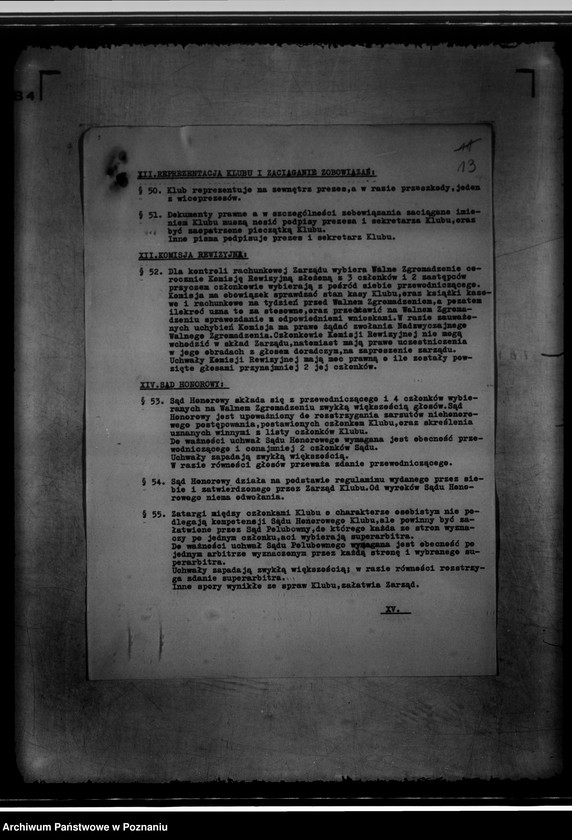 34
11
13
XII.REPREZENTACJA KLUBU I ZACIĄGANIE ZOBOWIĄZAŃ:
§ 50. Klub reprezentuje na zewnątrz prezes,a w razie przeszkody,jeden
z wiceprezesów.
§ 51. Dokumenty prawne a w szczególności zobowiązania zaciągane imie-
niem Klubu muszą nosić podpisy prezesa i sekretarza Klubu,oraz
być zaopatrzone pieczątką Klubu.
Inne pisma podpisuje prezes i sekretarz Klubu.
XII.KOMISJA REWIZYJNA:
§ 52. Dla kontroli rachunkowej Zarządu wybiera Walne Zgromadzenie co-
rocznie Komisję Rewizyjną złożoną z 3 członków i 2 zastępców
przyczem członkowie wybierają z pośród siebie przewodniczącego.
Komisja ma obowiązek sprawdzać stan kasy Klubu,oraz książki kaso-
we i rachunkowe na tydzień przed Walnem Zgromadzeniem,a pozatem
ilekroć uzna to za stosowne,oraz przedstawić na Walnem Zgroma-
dzeniu sprawozdanie z odpowiedniemi wnioskami.W razie zauważo-
nych uchybień Komisja ma prawo żądać zwołania Nadzwyczajnego
Walnego Zgromadzenia.Członkowie Komisji Rewizyjnej nie mogą
wchodzić w skład Zarządu,natomiast mają prawo uczestniczenia
w jego obradach z głosem doradczym,na zaproszenie zarządu.
Uchwały Komisji Rewizyjnej mają moc prawną o ile zostały pow-
zięte głosami przynajmniej 2 jej członków.
XIV.SĄD HONOROWY:
§ 53. Sąd Honorowy składa się z przewodniczącego i 4 członków wybie-
ranych na Walnem Zgromadzeniu zwykłą większością głosów.Sąd
Honorowy jest upoważniony do rozstrzygania zarzutów niehonoro-
wego postępowania,postawionych członkom Klubu,oraz skreślenia
uznanych winnymi z listy członków Klubu.
Do ważności uchwał Sądu Honorowego wymagana jest obecność prze-
wodniczącego i conajmniej 2 członków Sądu.
Uchwały zapadają zwykłą większością.
W razie równości głosów przeważa zdanie przewodniczącego.
§ 54. Sąd Honorowy działa na podstawie regulaminu wydanego przez sie-
bie i zatwierdzonego przez Zarząd Klubu.Od wyroków Sądu Hono-
rowego niema odwołania.
§ 55. Zatargi między członkami Klubu o charakterze osobistym nie po-
dlegają kompetencji Sądu Honorowego Klubu,ale powinny być za-
łatwione przez Sąd Polubowny,do którego każda ze stron wyzna-
czy po jednym członku,aci wybierają superarbitra.
Do ważności uchwał Sądu Polubownego wymagana jest obecność po
jednym arbitrze wyznaczonym przez każdą stronę i wybranego su-
perarbitra.
Uchwały zapadają zwykłą większością; w razie równości rozstrzy-
ga zdanie superarbitra.
Inne spory wynikłe ze spraw Klubu,załatwia Zarząd.
XV.
Archiwum Państwowe w Poznaniu